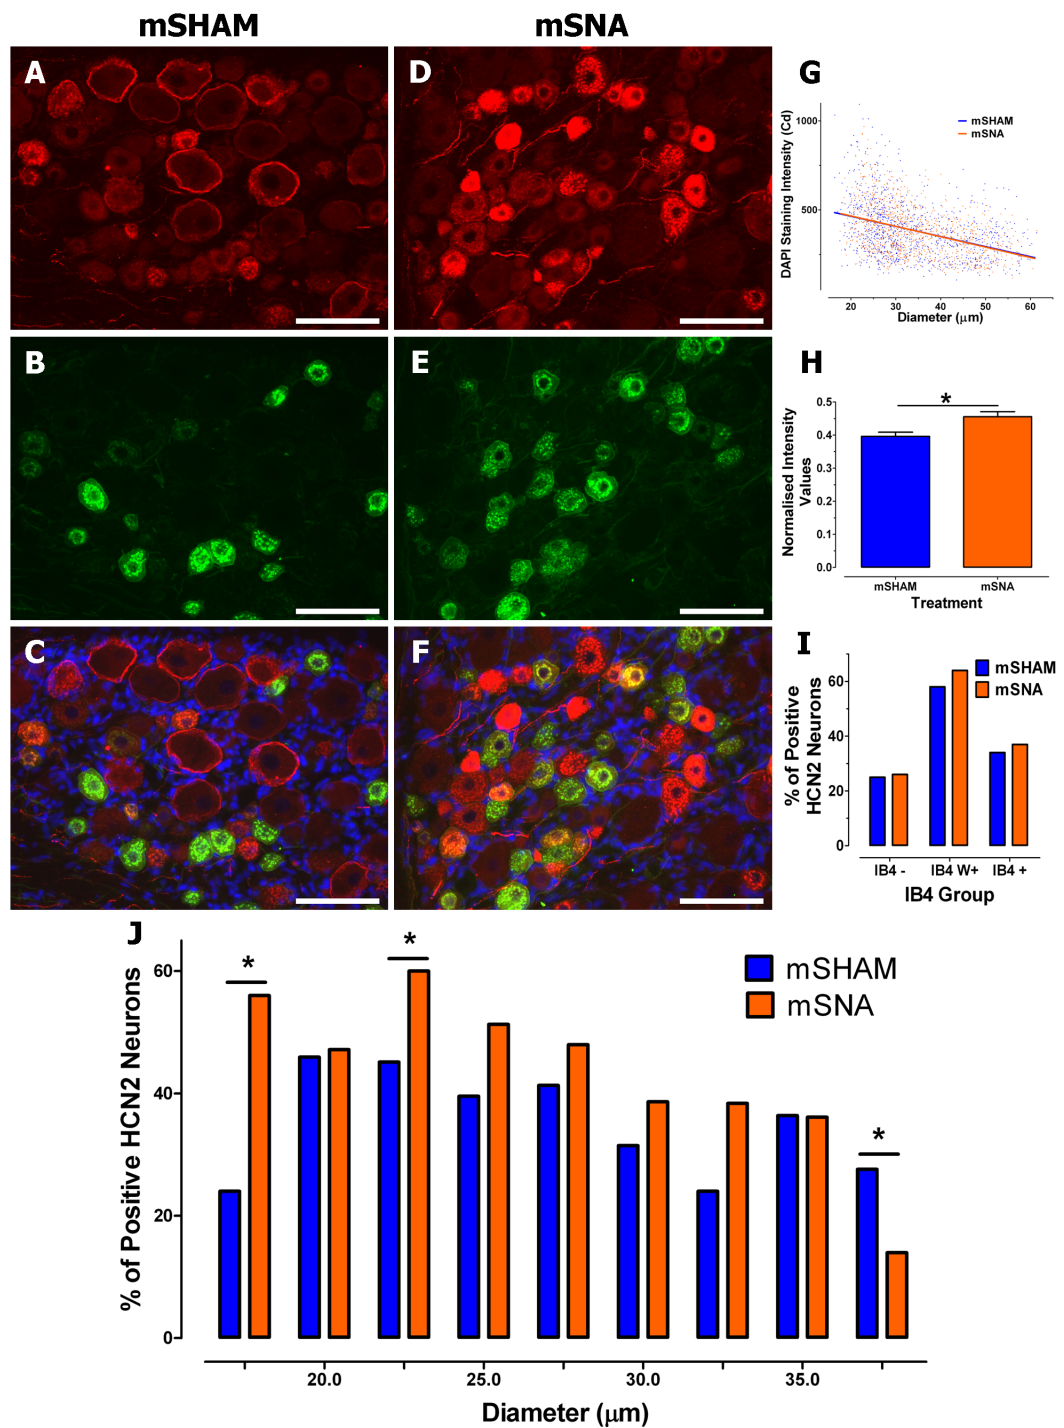 mSHAM
mSNA
A
D
G
DAPI Staining Intensity (Cd)
1000
500
mSHAM
mSNA
20 30 40 50 60
Diameter (μm)
B
E
H
Normalised Intensity
Values
0.5
0.4
0.3
0.2
0.1
0.0
*
mSHAM mSNA
Treatment
C
F
I
% of Positive
HCN2 Neurons
60
40
20
0
mSHAM
mSNA
IB4 - IB4 W+ IB4 +
IB4 Group
J
% of Positive HCN2 Neurons
60
40
20
0
*
*
*
mSHAM
mSNA
20.0 25.0 30.0 35.0
Diameter (μm)